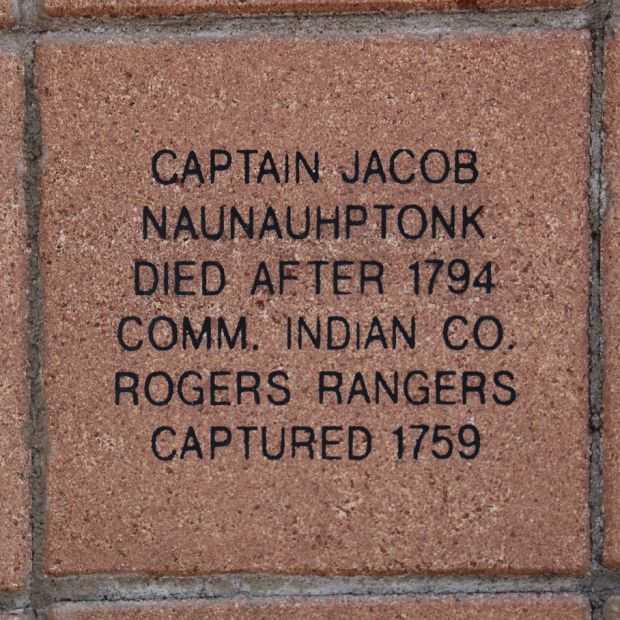 CAPTAIN JACOB
NAUNAUHPTONK
DIED AFTER 1794
COMM. INDIAN CO.
ROGERS RANGERS
CAPTURED 1759